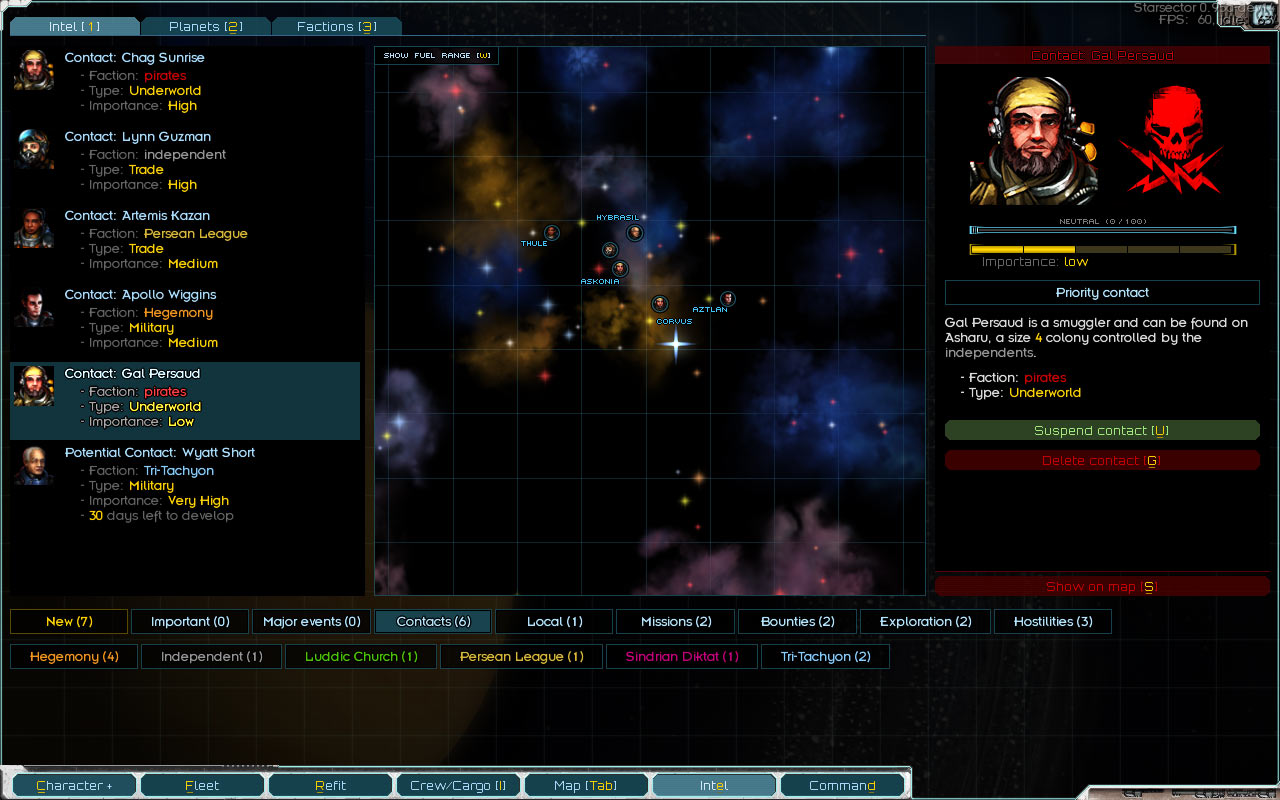 Intel [1]
Planets [2]
Factions [3]
Starsector 0.95
FPS: 60, Idle:
Contact: Chag Sunrise
- Faction: pirates
- Type: Underworld
- Importance: High
Contact: Lynn Guzman
- Faction: independent
- Type: Trade
- Importance: High
Contact: Artemis Kazan
- Faction: Persean League
- Type: Trade
- Importance: Medium
Contact: Apollo Wiggins
- Faction: Hegemony
- Type: Military
- Importance: Medium
Contact: Gal Persaud
- Faction: pirates
- Type: Underworld
- Importance: Low
Potential Contact: Wyatt Short
- Faction: Tri-Tachyon
- Type: Military
- Importance: Very High
- 30 days left to develop
SHOW FUEL RANGE [W]
HYBRASIL
THULE
ASKONIA
AZTLAN
CORVUS
Contact: Gal Persaud
NEUTRAL (0 / 100)
Importance: low
Priority contact
Gal Persaud is a smuggler and can be found on
Asharu, a size 4 colony controlled by the
independents.
- Faction: pirates
- Type: Underworld
Suspend contact [U]
Delete contact [G]
Show on map [S]
New (7)
Important (0)
Major events (0)
Contacts (6)
Local (1)
Missions (2)
Bounties (2)
Exploration (2)
Hostilities (3)
Hegemony (4)
Independent (1)
Luddic Church (1)
Persean League (1)
Sindrian Diktat (1)
Tri-Tachyon (2)
Character +
Fleet
Refit
Crew/Cargo [I]
Map [Tab]
Intel
Command